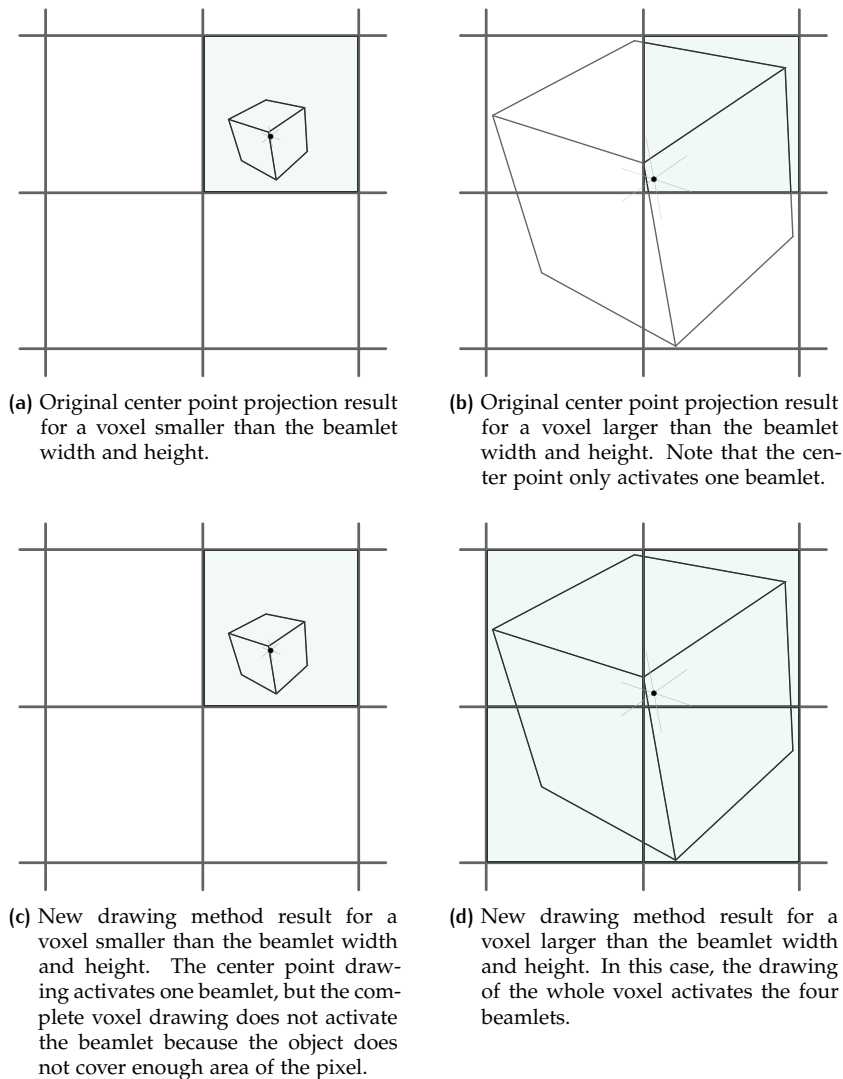 (a) Original center point projection result
for a voxel smaller than the beamlet
width and height.
(b) Original center point projection result
for a voxel larger than the beamlet
width and height. Note that the cen-
ter point only activates one beamlet.
(c) New drawing method result for a
voxel smaller than the beamlet width
and height. The center point draw-
ing activates one beamlet, but the com-
plete voxel drawing does not activate
the beamlet because the object does
not cover enough area of the pixel.
(d) New drawing method result for a
voxel larger than the beamlet width
and height. In this case, the drawing
of the whole voxel activates the four
beamlets.